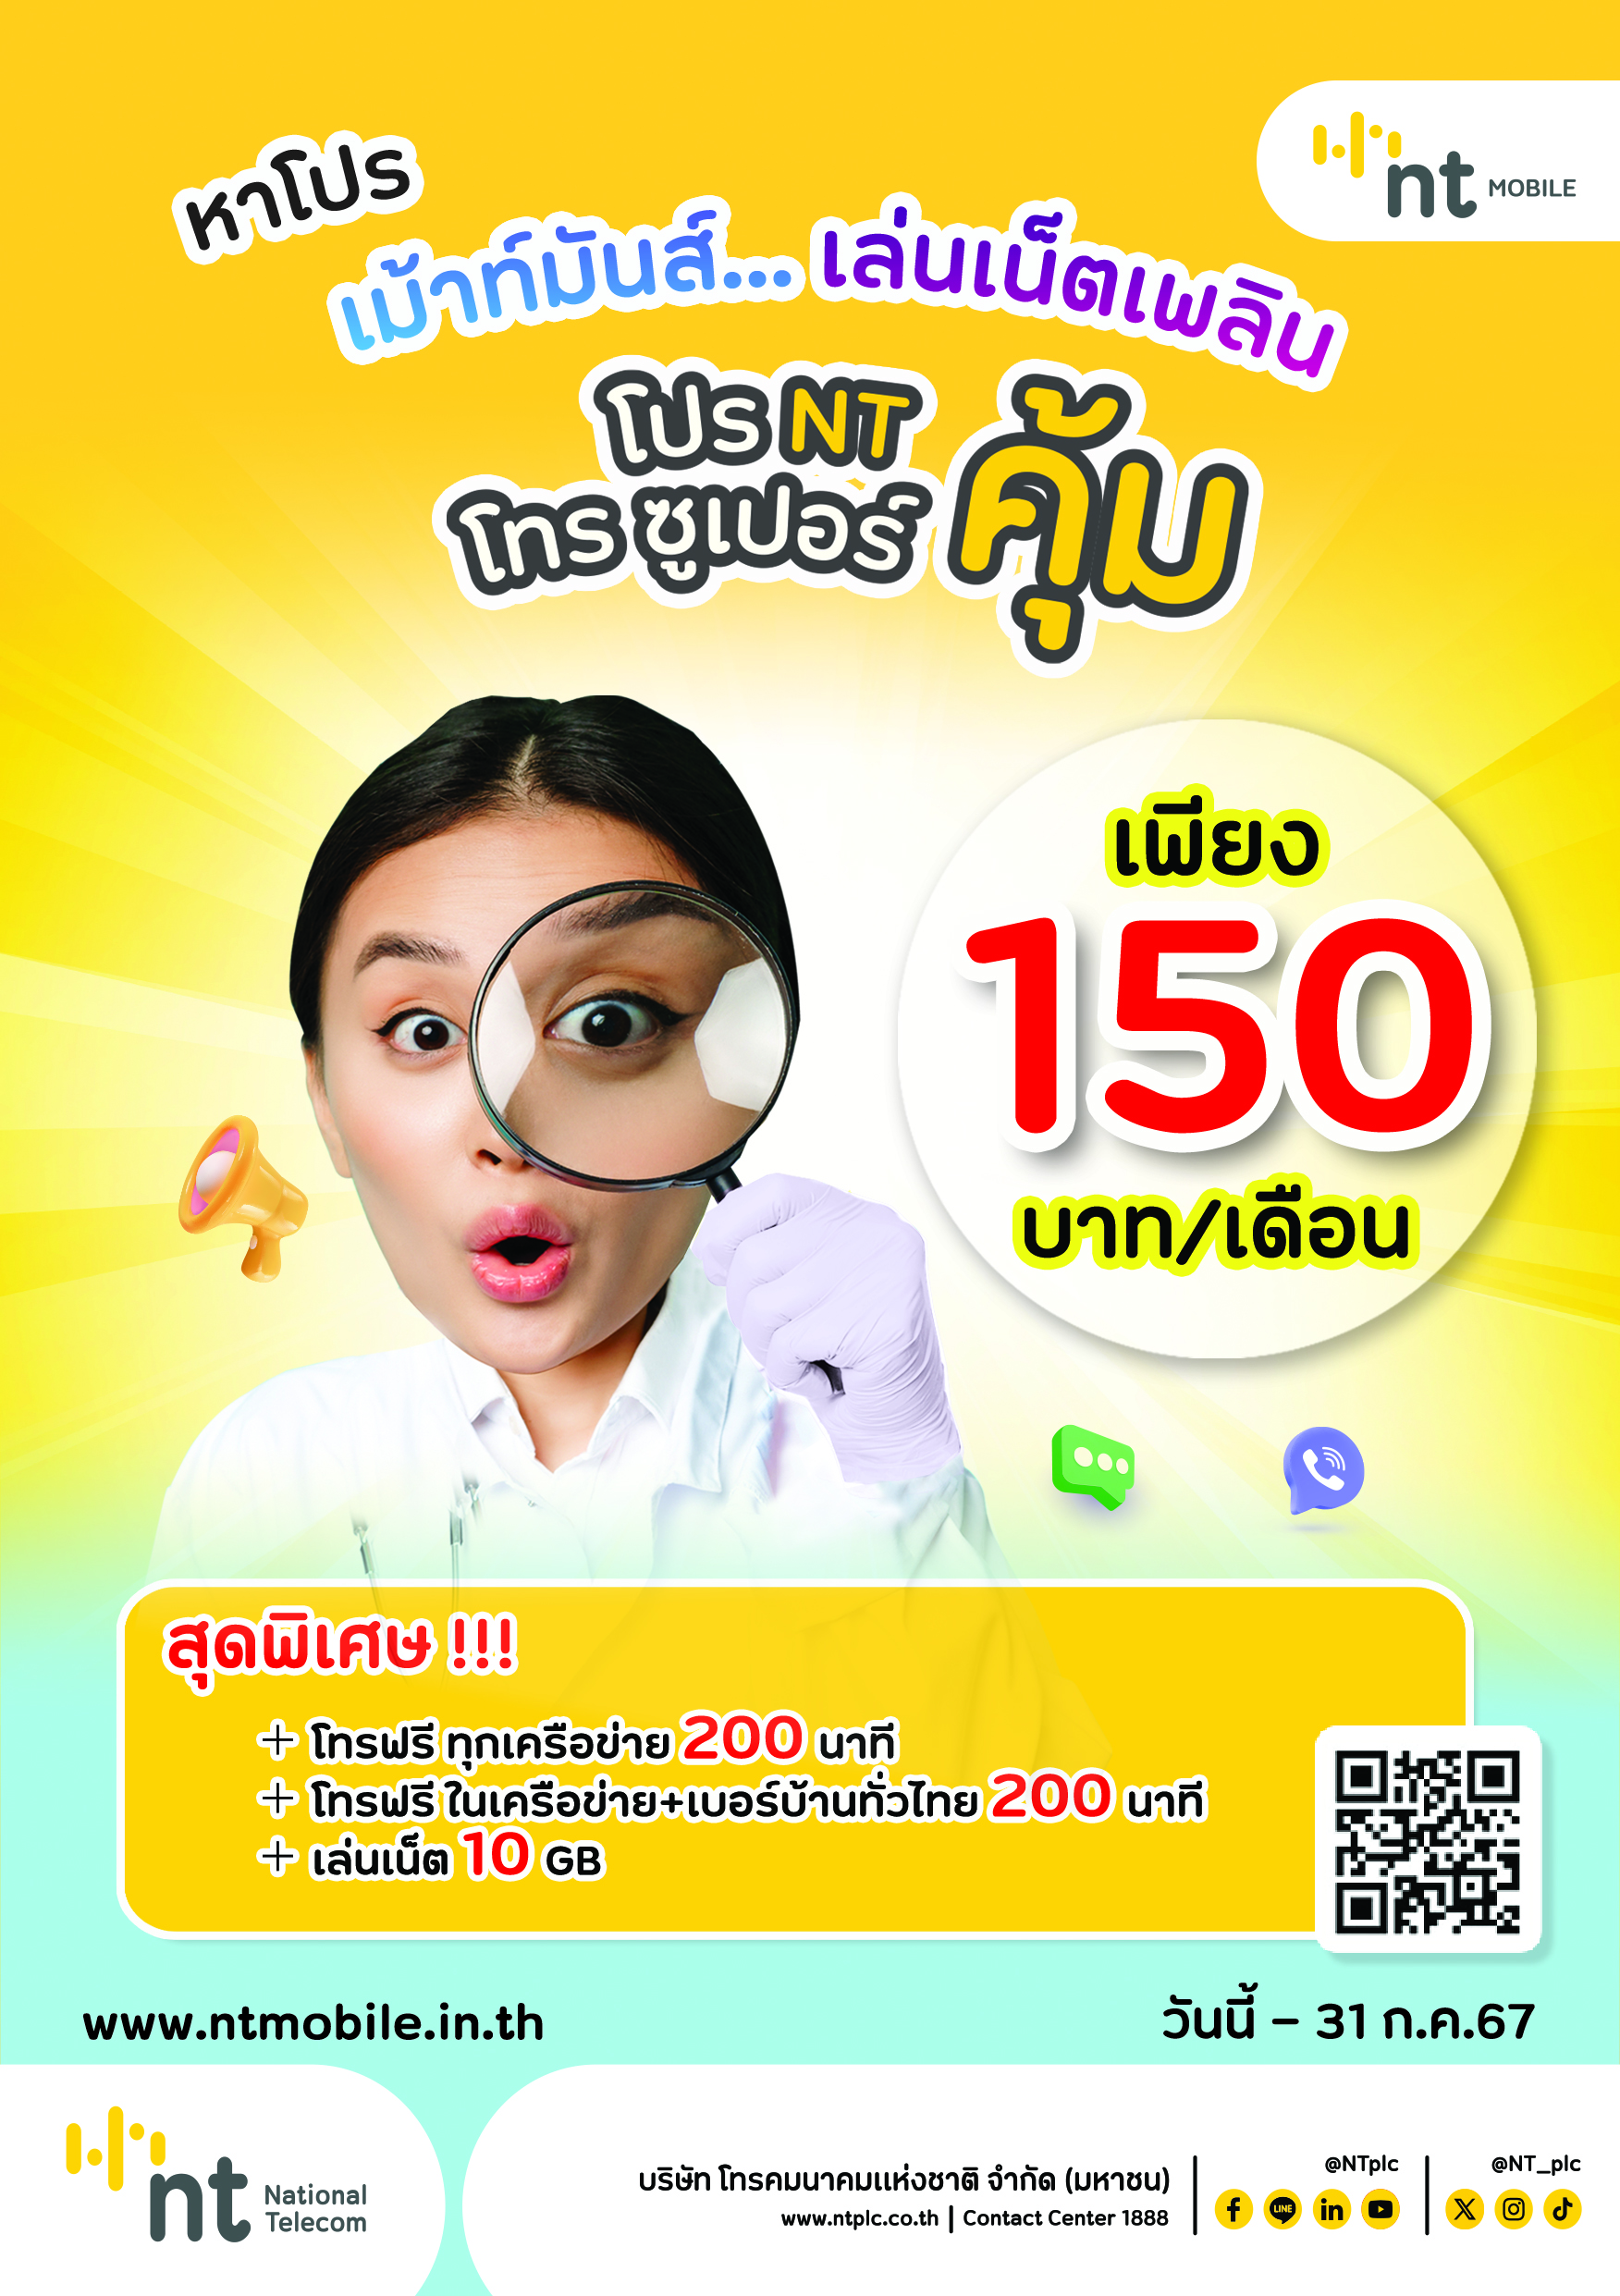 nt MOBILE
หาโปร
เม้าท์มันส์... เล่นเน็ตเพลิน
โปร NT
โทร ซูเปอร์ คุ้ม
เพียง
150
บาท/เดือน
สุดพิเศษ !!!
+ โทรฟรี ทุกเครือข่าย 200 นาที
+ โทรฟรี ในเครือข่าย+เบอร์บ้านทั่วไทย 200 นาที
+ เล่นเน็ต 10 GB
www.ntmobile.in.th
วันนี้ – 31 ก.ค.67
nt National
Telecom
บริษัท โทรคมนาคมแห่งชาติ จำกัด (มหาชน)
www.ntplc.co.th | Contact Center 1888
@NTplc
LINE
@NT_plc